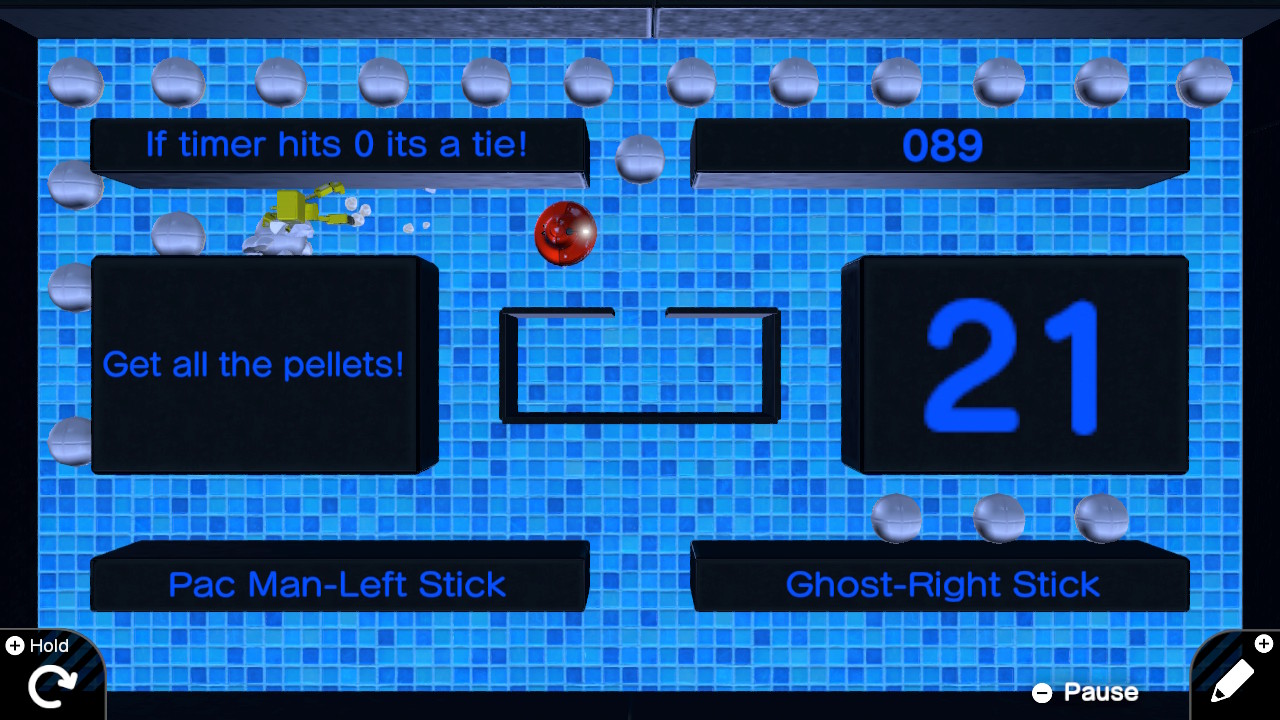 If timer hits 0 its a tie!
089
Get all the pellets!
21
Pac Man-Left Stick
Ghost-Right Stick
Hold
Pause